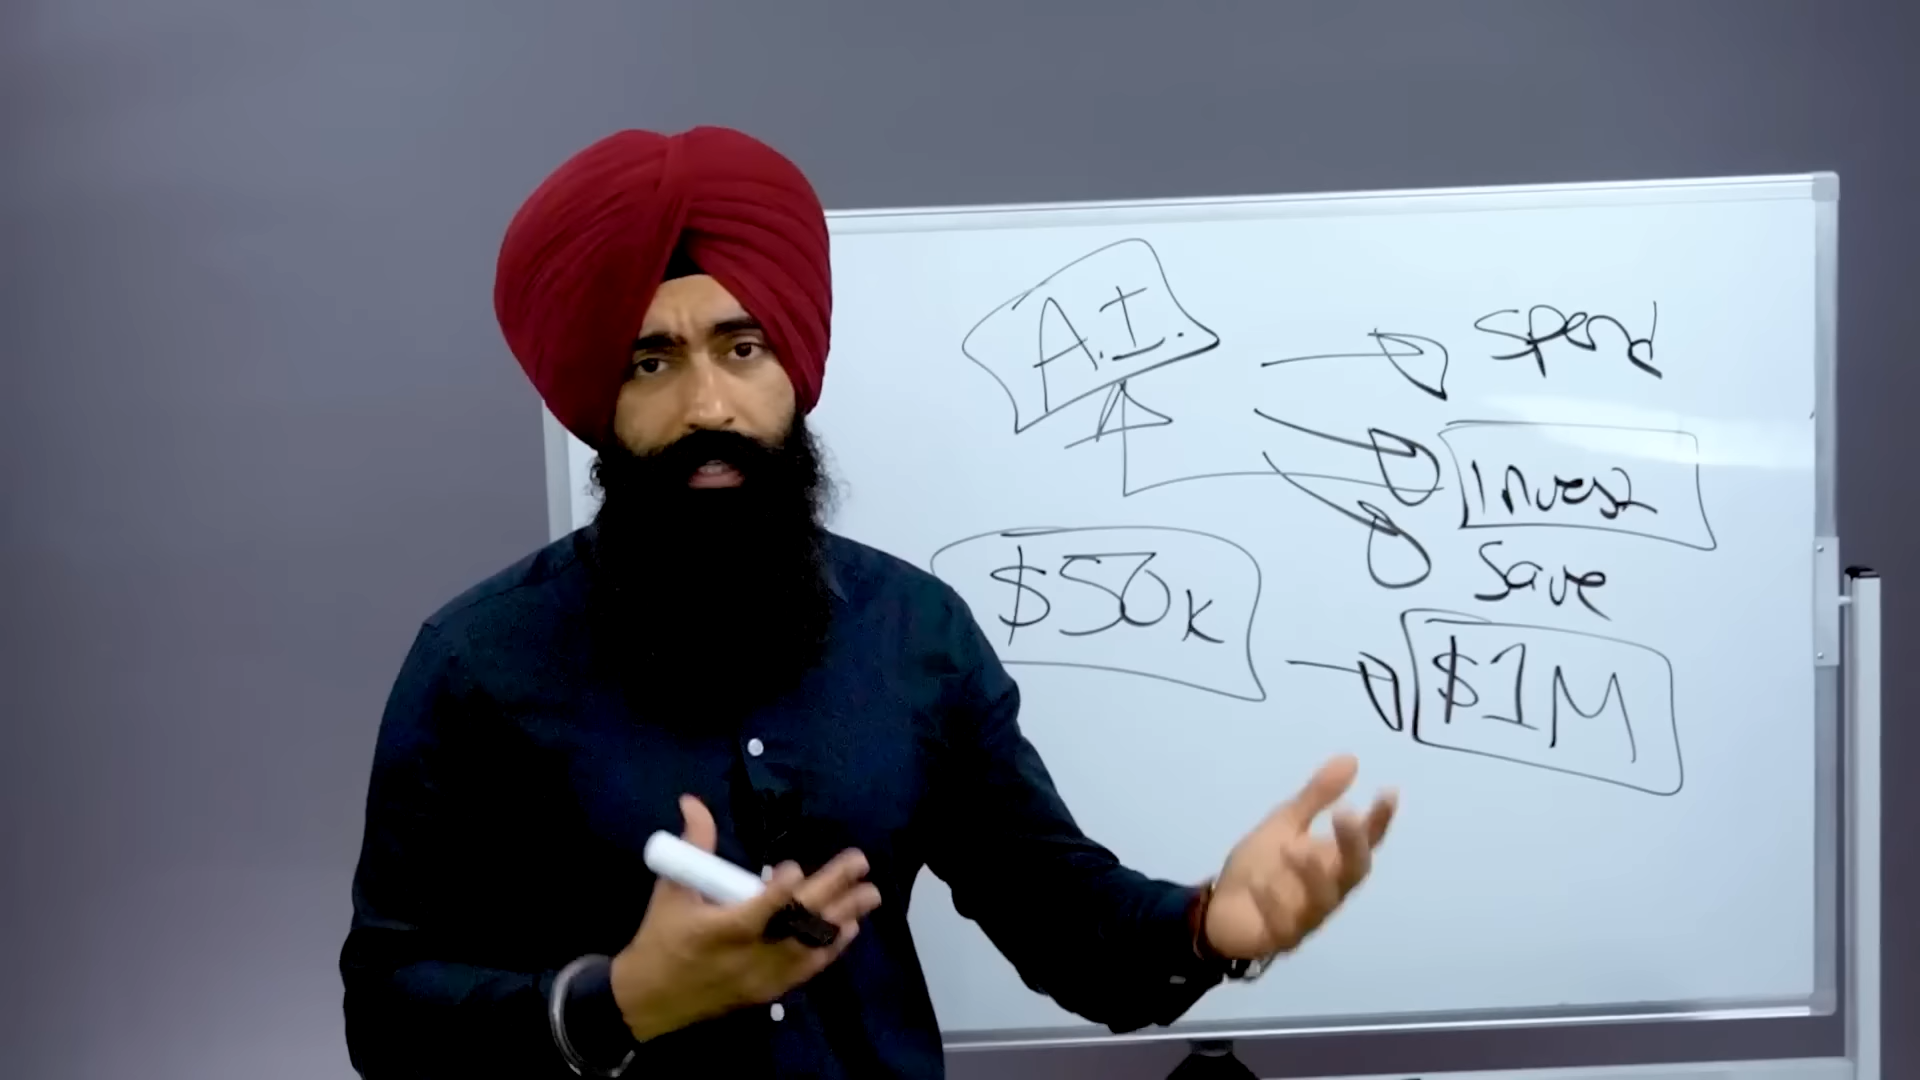 A.I.
Spend
Invest
Save
$50k
$1M